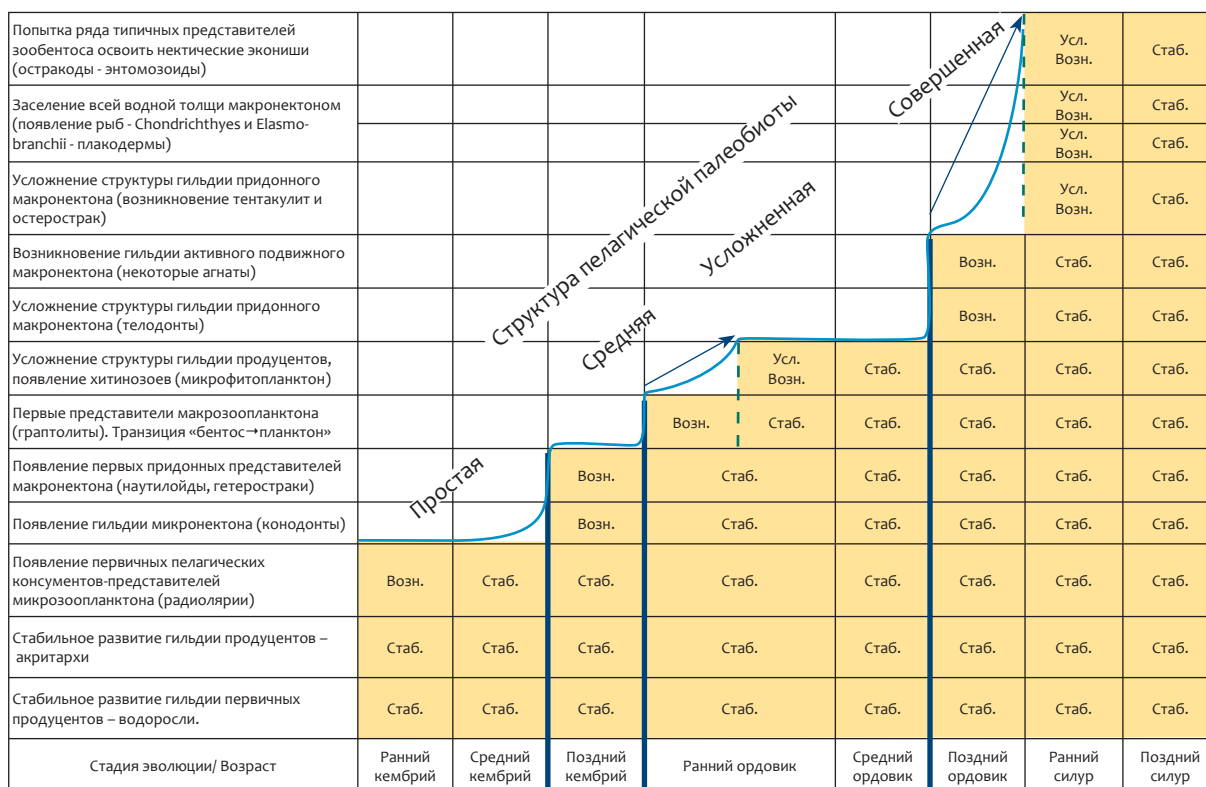 Попытка ряда типичных представителей
зообентоса освоить нектические экониши
(остракоды - энтомозоиды)
Усл.
Возн.
Стаб.
Заселение всей водной толщи макронектоном
(появление рыб - Chondrichthyes и Elasmo-
branchii - плакодермы)
Усл.
Возн.
Стаб.
Усл.
Возн.
Стаб.
Усложнение структуры гильдии придонного
макронектона (возникновение тентакулит и
остерострак)
Усл.
Возн.
Стаб.
Возникновение гильдии активного подвижного
макронектона (некоторые агнаты)
Возн.
Стаб.
Стаб.
Усложнение структуры гильдии придонного
макронектона (телодонты)
Возн.
Стаб.
Стаб.
Усложнение структуры гильдии продуцентов,
появление хитинозоев (микрофитопланктон)
Усл.
Возн.
Стаб.
Стаб.
Стаб.
Стаб.
Первые представители макрозоопланктона
(граптолиты). Транзиция «бентос→планктон»
Возн.
Стаб.
Стаб.
Стаб.
Стаб.
Стаб.
Появление первых придонных представителей
макронектона (наутилойды, гетеростраки)
Возн.
Стаб.
Стаб.
Стаб.
Стаб.
Стаб.
Появление гильдии микронектона (конодонты)
Возн.
Стаб.
Стаб.
Стаб.
Стаб.
Стаб.
Появление первичных пелагических
консументов-представителей
микрозоопланктона (радиолярии)
Возн.
Стаб.
Стаб.
Стаб.
Стаб.
Стаб.
Стаб.
Стаб.
Стабильное развитие гильдии продуцентов –
акритархи
Стаб.
Стаб.
Стаб.
Стаб.
Стаб.
Стаб.
Стаб.
Стаб.
Стабильное развитие гильдии первичных
продуцентов – водоросли.
Стаб.
Стаб.
Стаб.
Стаб.
Стаб.
Стаб.
Стаб.
Стаб.
Стадия эволюции/ Возраст
Ранний
кембрий
Средний
кембрий
Поздний
кембрий
Ранний ордовик
Средний
ордовик
Поздний
ордовик
Ранний
силур
Поздний
силур
Структура пелагической палеобиоты
Простая
Средняя
Усложненная
Совершенная